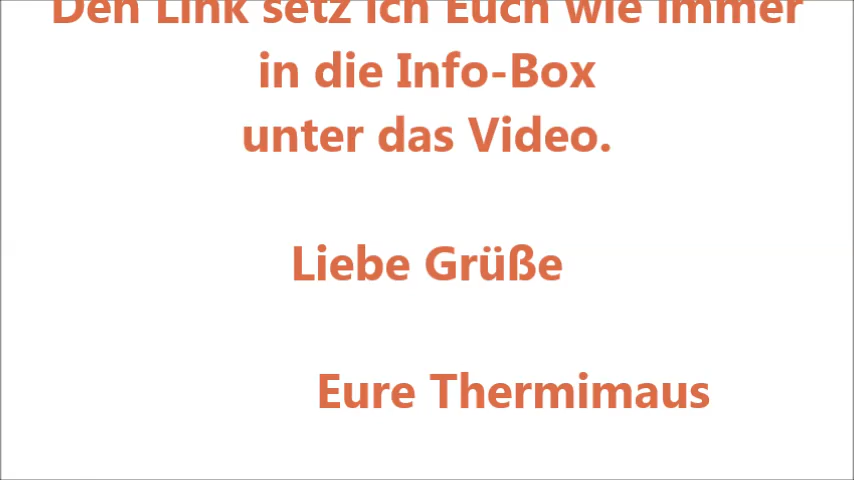 Den Link setz ich Euch wie immer
in die Info-Box
unter das Video.
Liebe Grüße
Eure Thermimaus